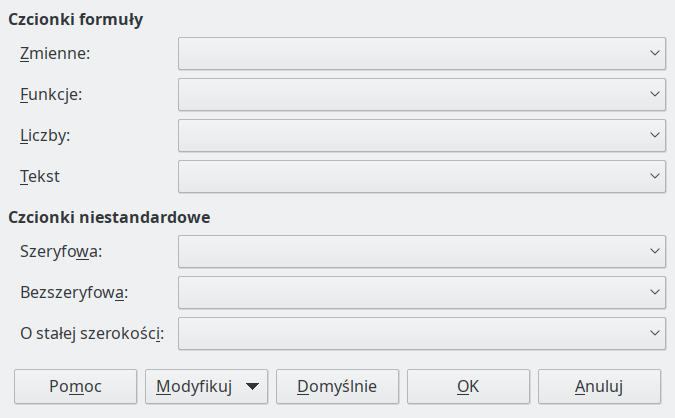 Czcionki formuły
Zmienne:
Funkcje:
Liczby:
Tekst
Czcionki niestandardowe
Szeryfowa:
Bezszeryfowa:
O stałej szerokości:
Pomoc Modyfikuj Domyślnie OK Anuluj